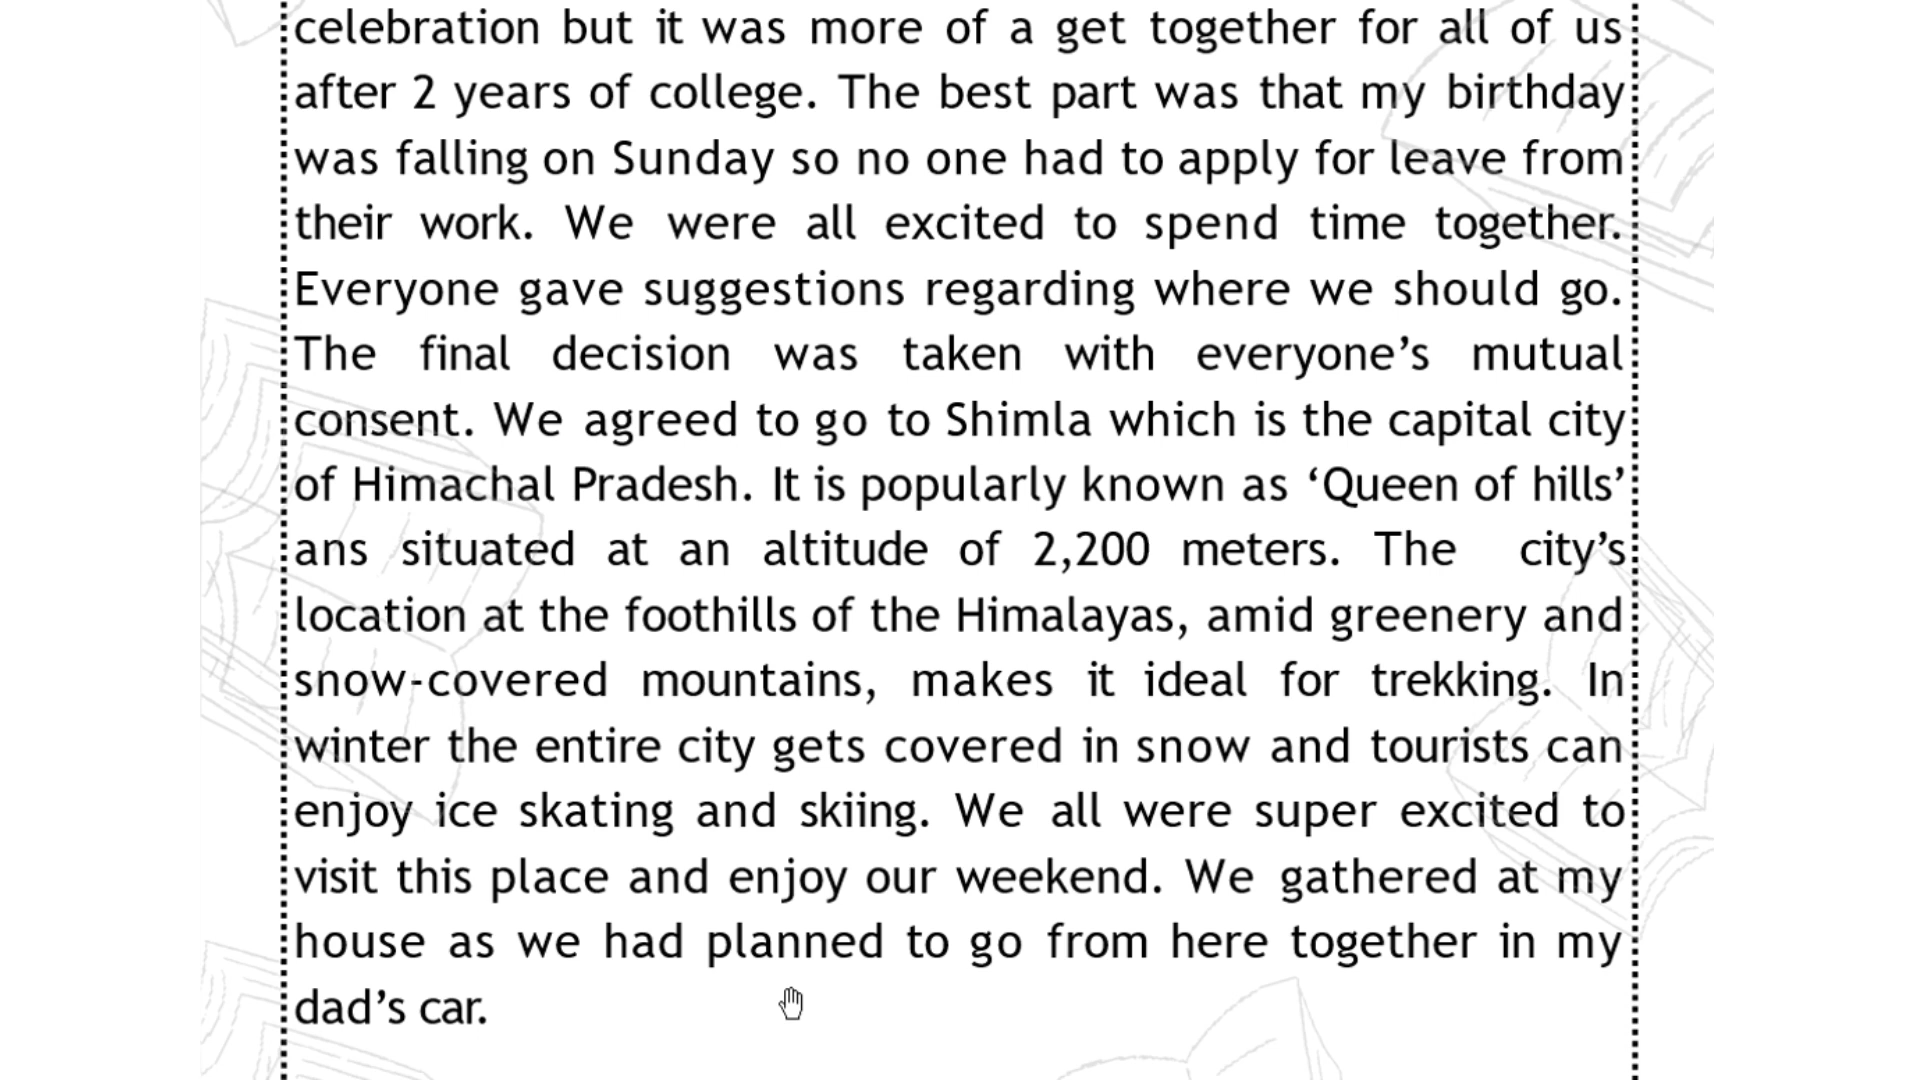 celebration but it was more of a get together for all of us
after 2 years of college. The best part was that my birthday
was falling on Sunday so no one had to apply for leave from
their work. We were all excited to spend time together.
Everyone gave suggestions regarding where we should go.
The final decision was taken with everyone’s mutual
consent. We agreed to go to Shimla which is the capital city
of Himachal Pradesh. It is popularly known as ‘Queen of hills’
ans situated at an altitude of 2,200 meters. The city’s
location at the foothills of the Himalayas, amid greenery and
snow-covered mountains, makes it ideal for trekking. In
winter the entire city gets covered in snow and tourists can
enjoy ice skating and skiing. We all were super excited to
visit this place and enjoy our weekend. We gathered at my
house as we had planned to go from here together in my
dad’s car.